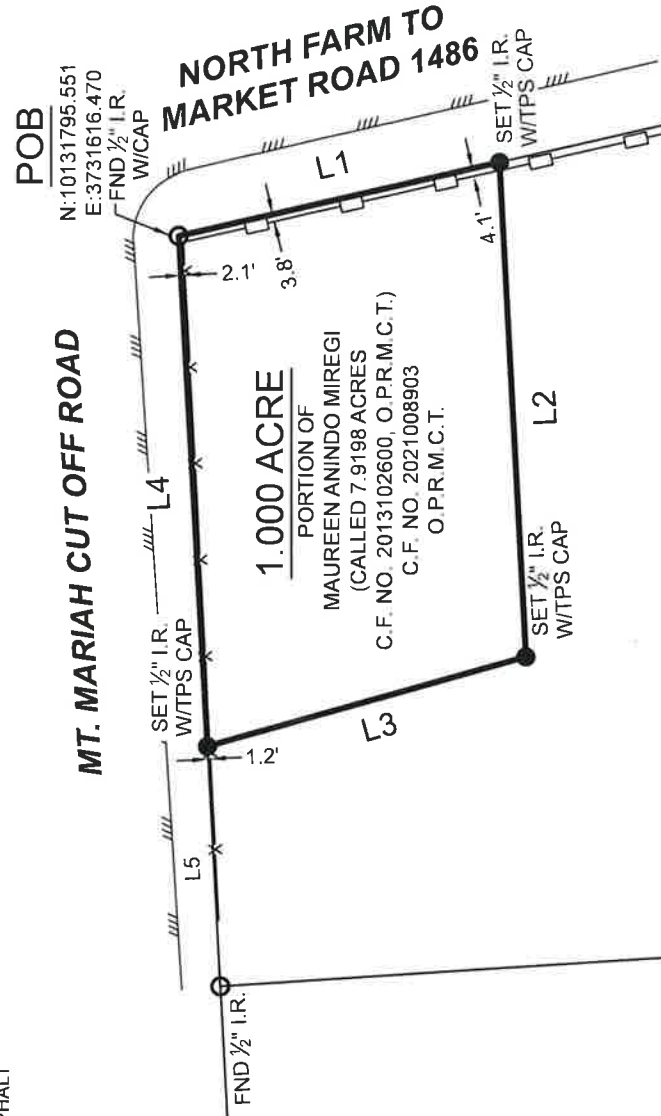 PHALT
POB
N:10131795.551
E:3731616.470
FND ½" I.R.
W/CAP
NORTH FARM TO
MARKET ROAD 1486
MT. MARIAH CUT OFF ROAD
L4
L1
SET ½" I.R.
W/TPS CAP
2.1'
3.8'
4.1'
SET ½" I.R.
W/TPS CAP
1.000 ACRE
PORTION OF
MAUREEN ANINDO MIREGI
(CALLED 7.9198 ACRES
C.F. NO. 2013102600, O.P.R.M.C.T.)
C.F. NO. 2021008903
O.P.R.M.C.T.
L2
SET ½" I.R.
W/TPS CAP
L3
1.2'
L5
FND ½" I.R.